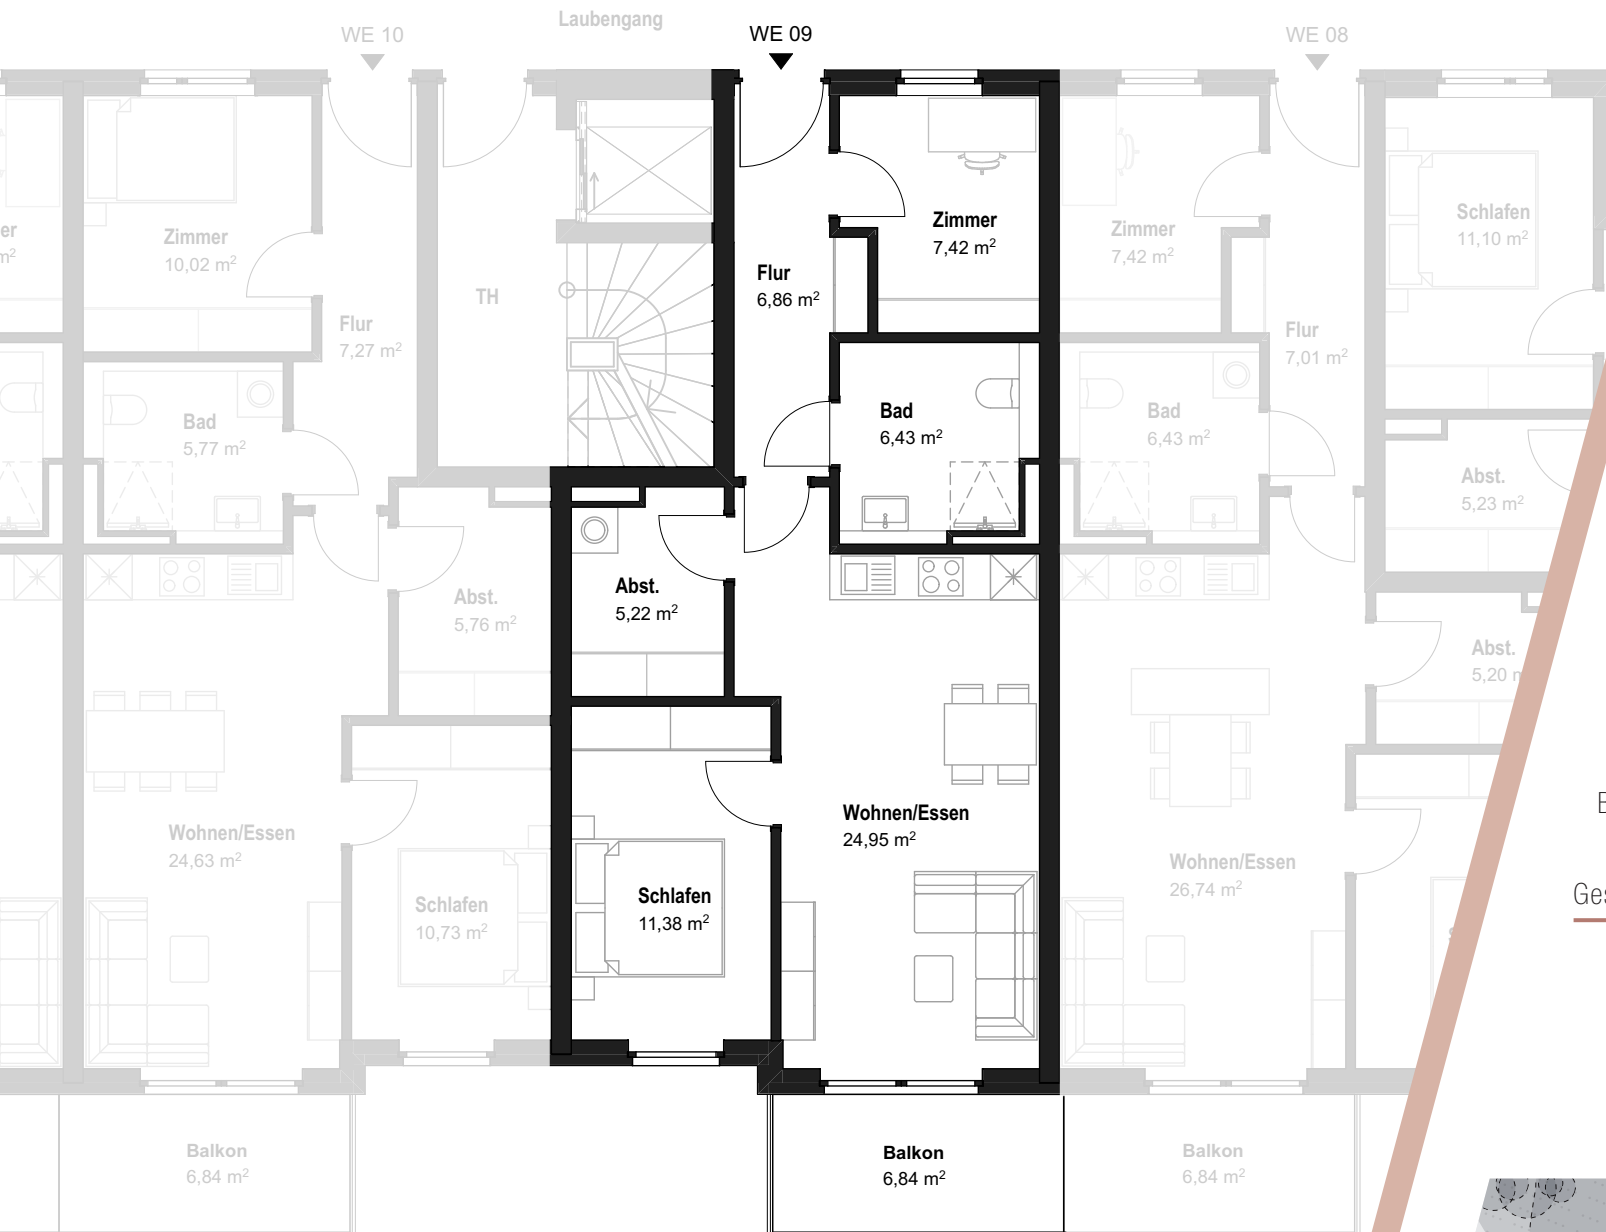 Laubengang
WE 10
WE 09
WE 08
Zimmer
10,02 m²
Flur
7,27 m²
TH
Bad
5,77 m²
Abst.
5,76 m²
Wohnen/Essen
24,63 m²
Schlafen
10,73 m²
Balkon
6,84 m²
Zimmer
7,42 m²
Flur
6,86 m²
Bad
6,43 m²
Abst.
5,22 m²
Wohnen/Essen
24,95 m²
Schlafen
11,38 m²
Balkon
6,84 m²
Zimmer
7,42 m²
Flur
7,01 m²
Bad
6,43 m²
Wohnen/Essen
26,74 m²
Balkon
6,84 m²
Schlafen
11,10 m²
Abst.
5,23 m²
Abst.
5,20